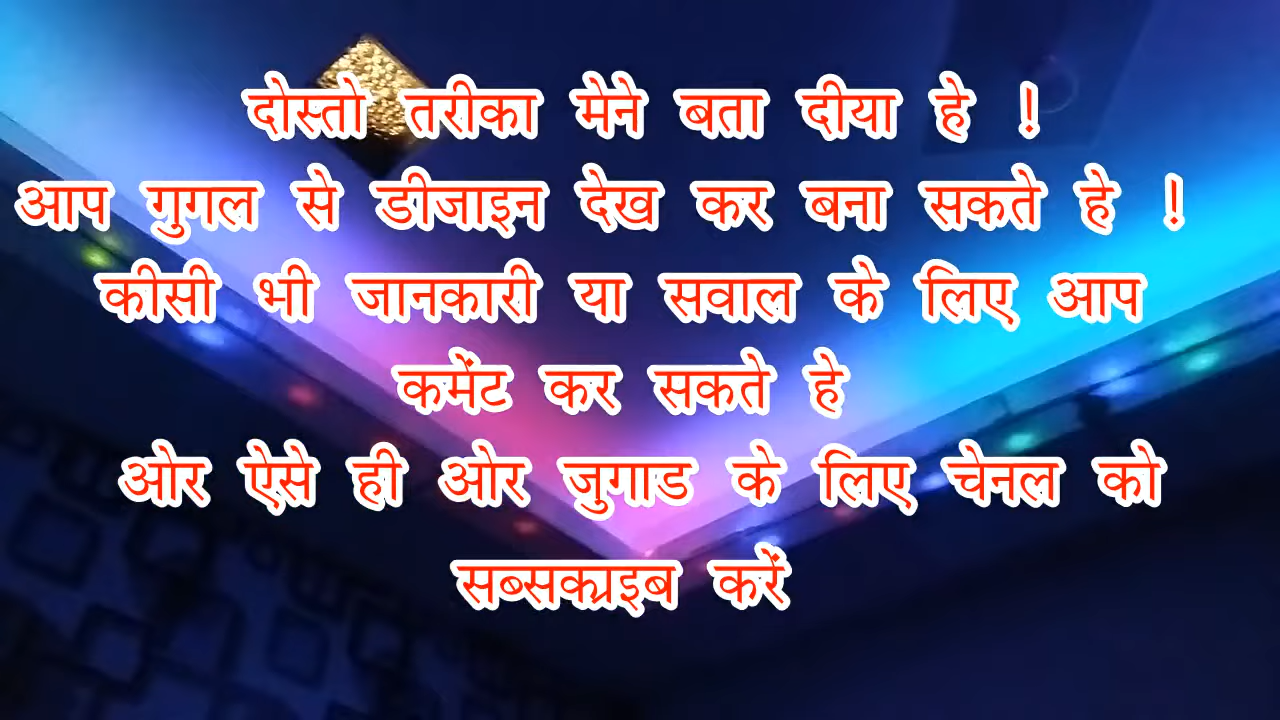 दोस्तो तरीका मेने बता दीया हे !
आप गुगल से डीजाइन देख कर बना सकते हे !
कीसी भी जानकारी या सवाल के लिए आप
कमेंट कर सकते हे
ओर ऐसे ही ओर जुगाड के लिए चेनल को
सब्सक्राइब करें